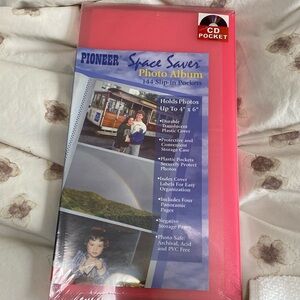 CD
POCKET
PIONEER
Space Saver™
Photo Album
144 Slip-in Pockets
Holds Photos
Up To 4" x 6"
•Durable
Translucent
Plastic Cover
•Protective and
Convenient
Storage Case
•Plastic Pockets
Securely Protect
Photos
•Index Cover
Labels For Easy
Organization
•Includes Four
Panoramic
Pages
•Negative
Storage Pages
•Photo Safe
Archival, Acid
and PVC Free